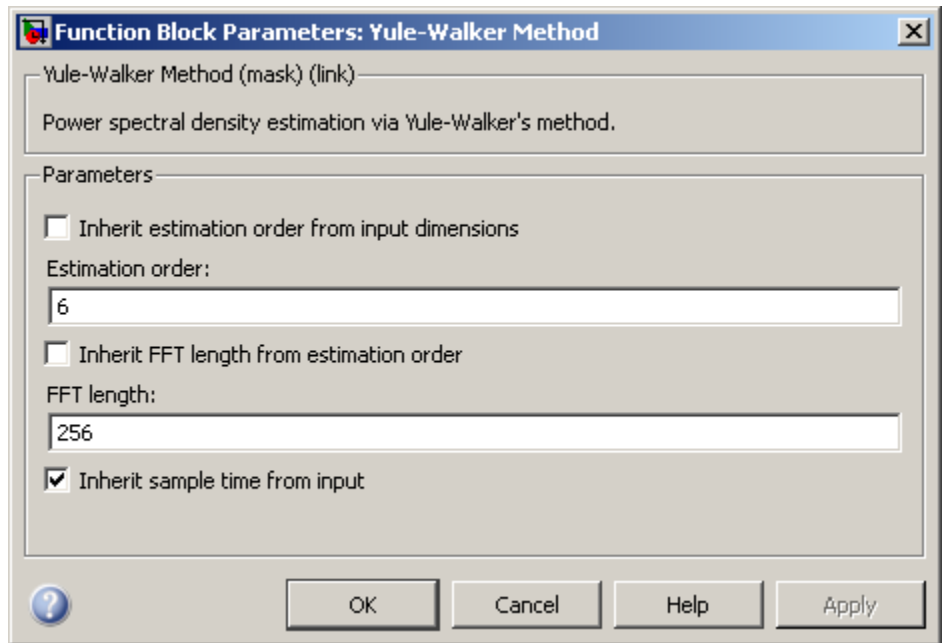 Function Block Parameters: Yule-Walker Method
Yule-Walker Method (mask) (link)
Power spectral density estimation via Yule-Walker's method.
Parameters
Inherit estimation order from input dimensions
Estimation order:
6
Inherit FFT length from estimation order
FFT length:
256
Inherit sample time from input
? OK Cancel Help Apply